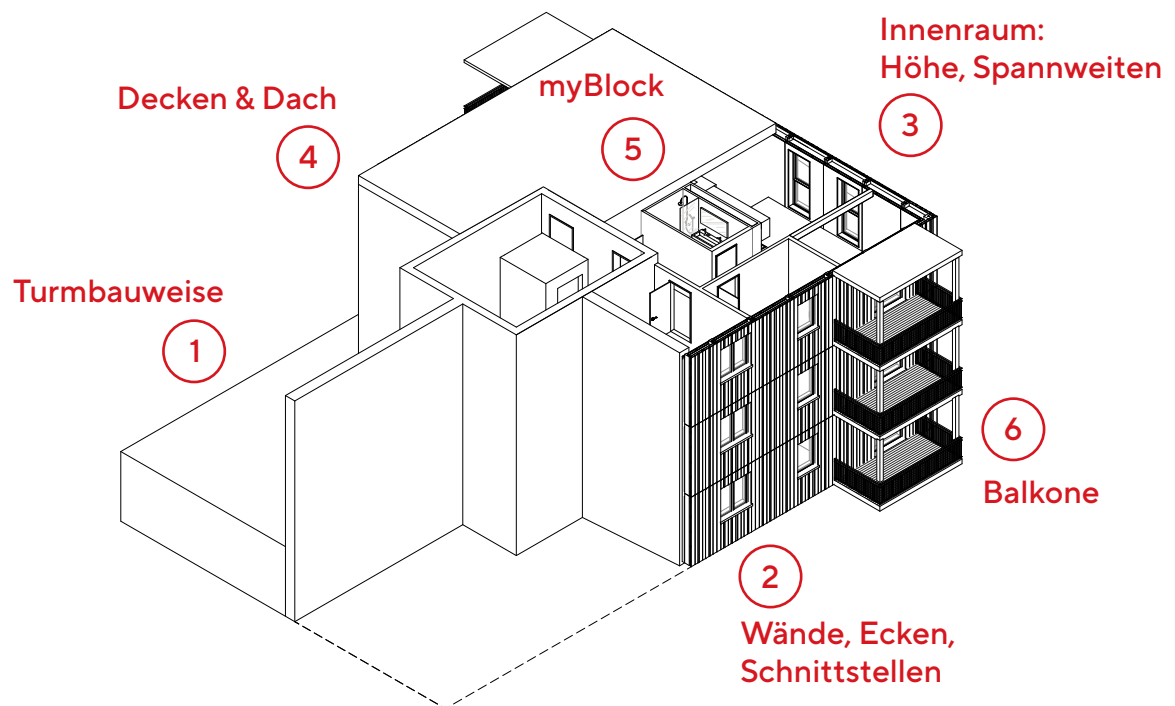 Innenraum:
Höhe, Spannweiten
3
Decken & Dach
4
myBlock
5
Turmbauweise
1
6
Balkone
2
Wände, Ecken,
Schnittstellen